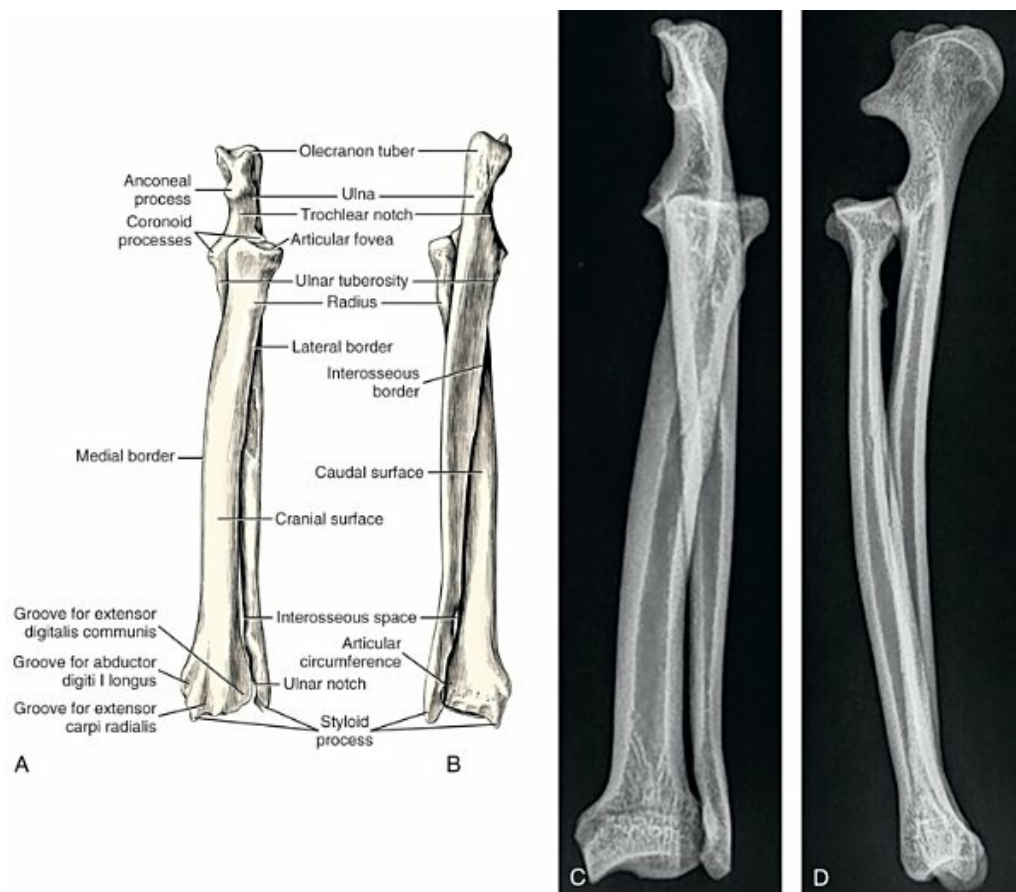 Olecranon tuber
Anconeal
process
Ulna
Trochlear notch
Coronoid
processes
Articular fovea
Ulnar tuberosity
Radius
Lateral border
Interosseous
border
Medial border
Caudal surface
Cranial surface
Groove for extensor
digitalis communis
Interosseous space
Articular
circumference
Groove for abductor
digiti I longus
Ulnar notch
Groove for extensor
carpi radialis
Styloid
process
A
B
C
D